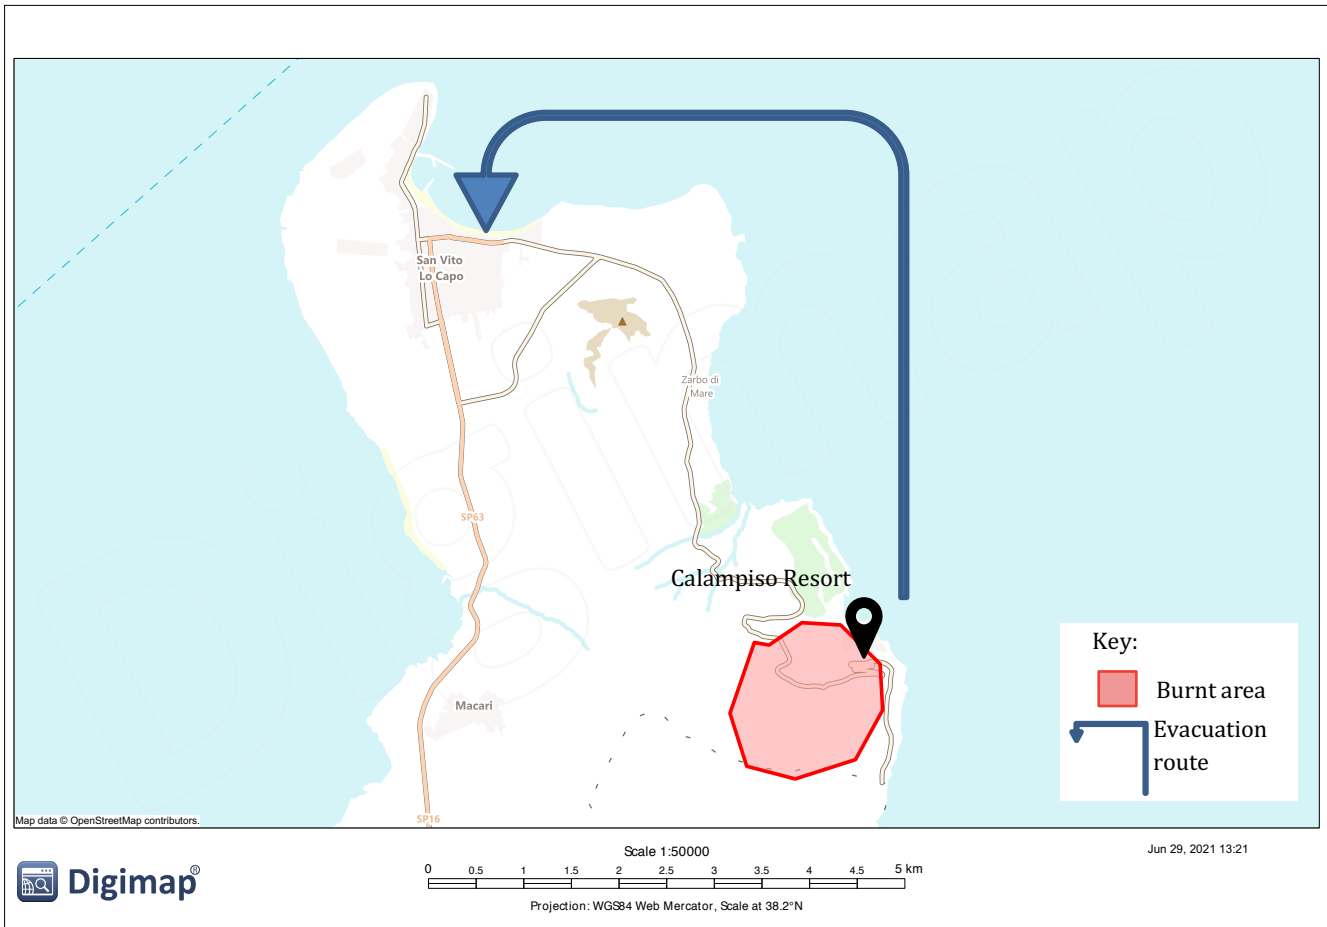 San Vito
Lo Capo
Zarbo di
Mare
SP63
Calampiso Resort
Macari
SP16
Key:
Burnt area
Evacuation
route
Map data © OpenStreetMap contributors.
Digimap®
Scale 1:50000
0 0.5 1 1.5 2 2.5 3 3.5 4 4.5 5 km
Projection: WGS84 Web Mercator, Scale at 38.2°N
Jun 29, 2021 13:21
Digimap